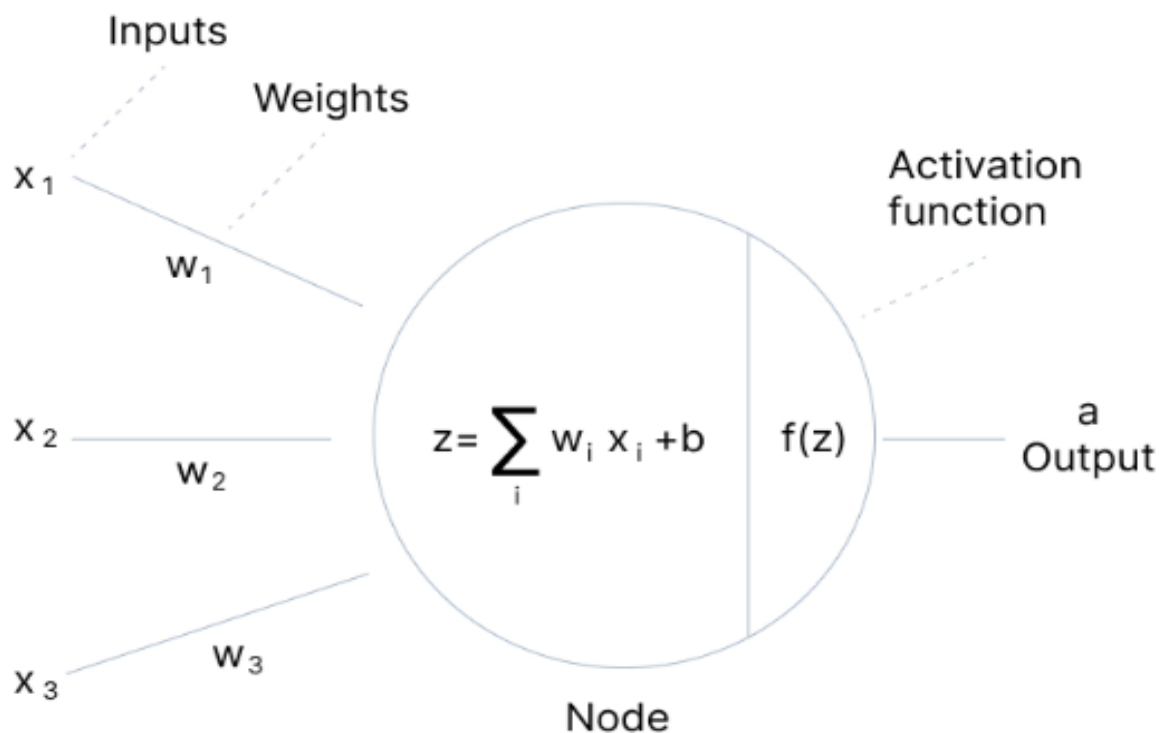 Inputs
Weights
x₁
Activation
function
w₁
x₂
w₂
z= ∑ wᵢ xᵢ +b
i
f(z)
a
Output
w₃
x₃
Node